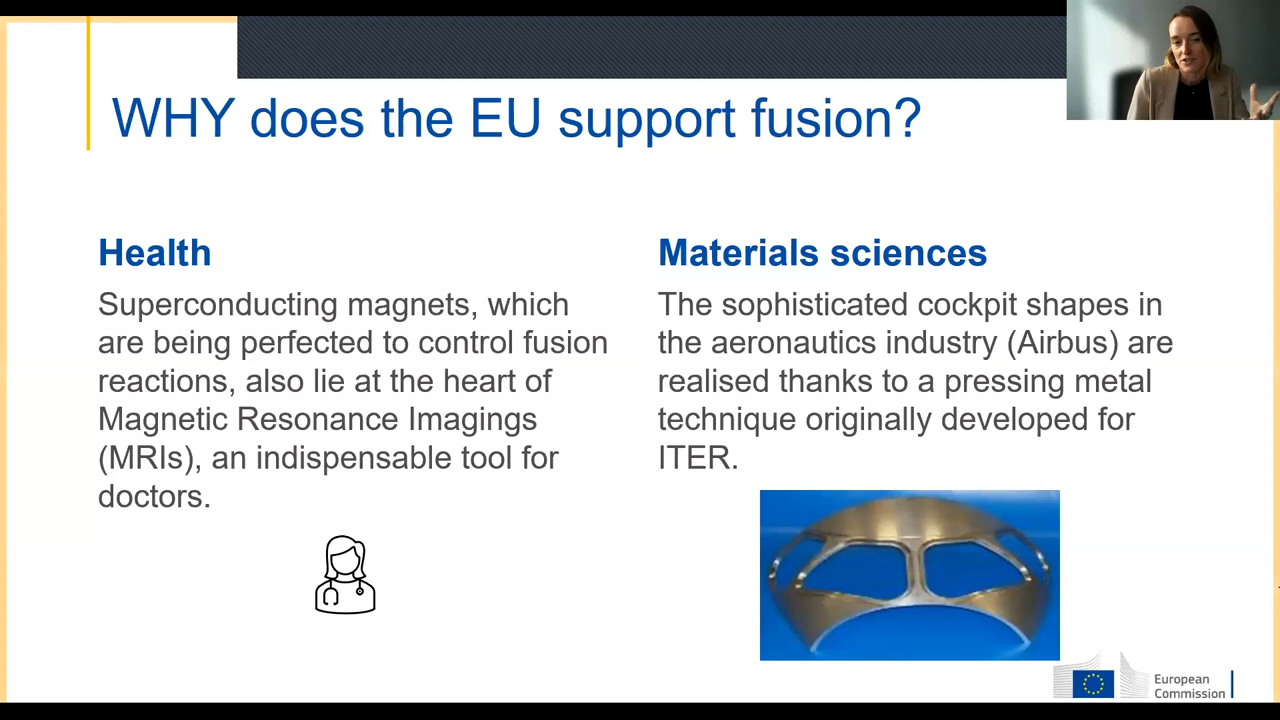 WHY does the EU support fusion?
Health
Superconducting magnets, which
are being perfected to control fusion
reactions, also lie at the heart of
Magnetic Resonance Imagings
(MRIs), an indispensable tool for
doctors.
Materials sciences
The sophisticated cockpit shapes in
the aeronautics industry (Airbus) are
realised thanks to a pressing metal
technique originally developed for
ITER.
European
Commission